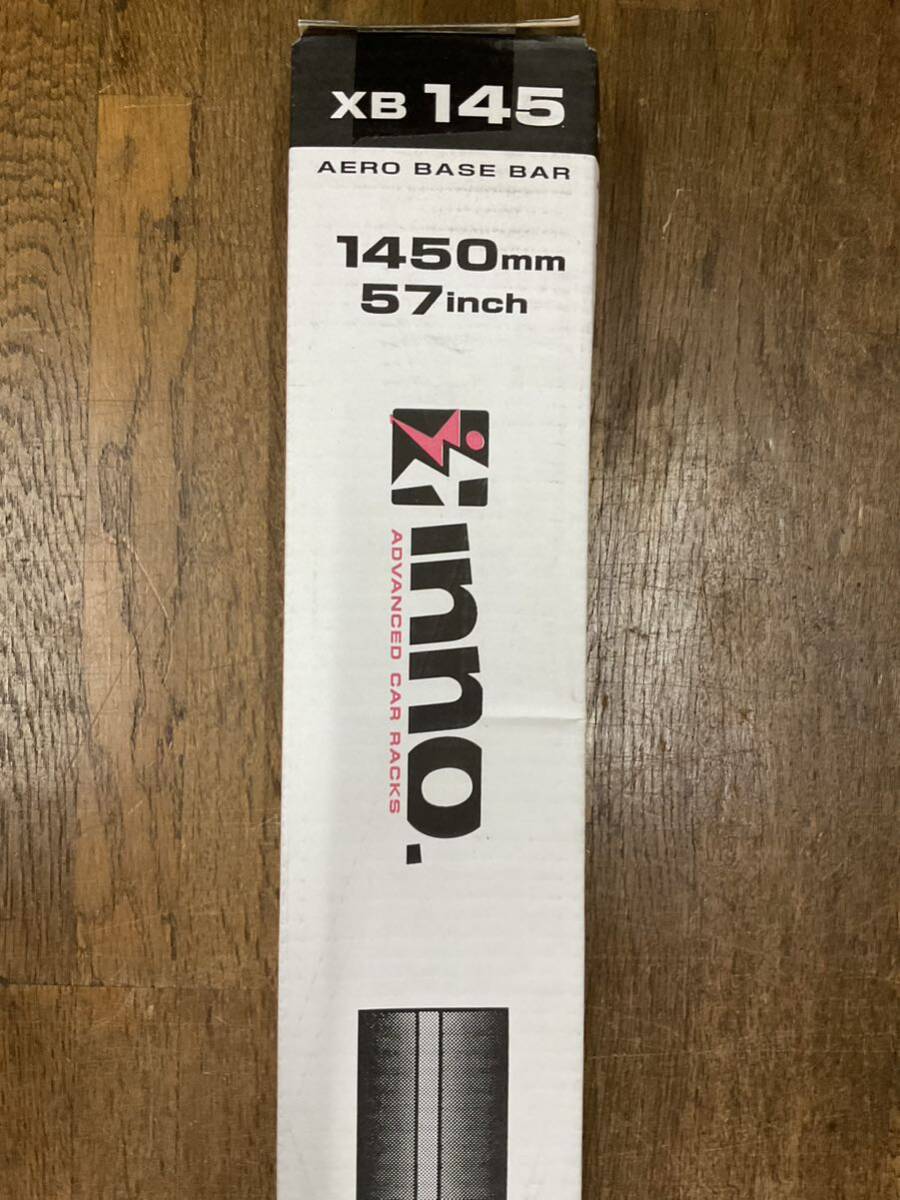 XB 145
AERO BASE BAR
1450mm
57inch
inno.
ADVANCED CAR RACKS